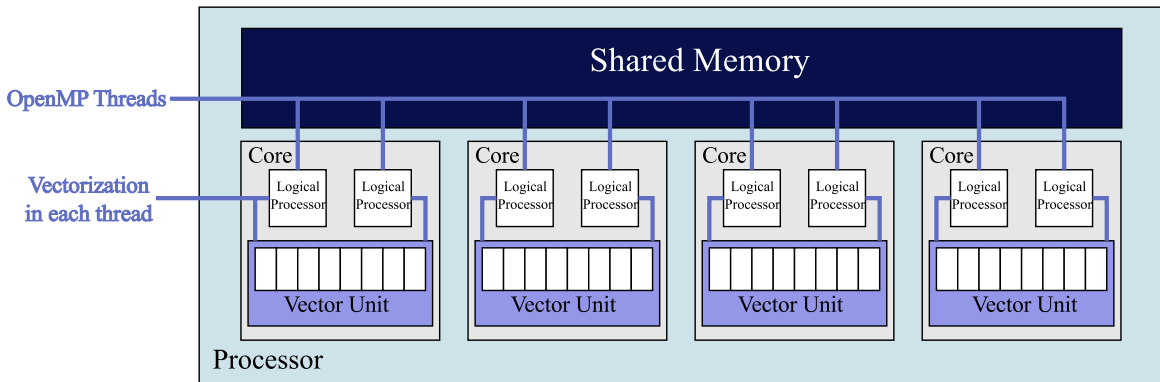 Shared Memory
OpenMP Threads
Core
Core
Core
Core
Vectorization
in each thread
Logical
Processor
Logical
Processor
Logical
Processor
Logical
Processor
Logical
Processor
Logical
Processor
Logical
Processor
Logical
Processor
Vector Unit
Vector Unit
Vector Unit
Vector Unit
Processor